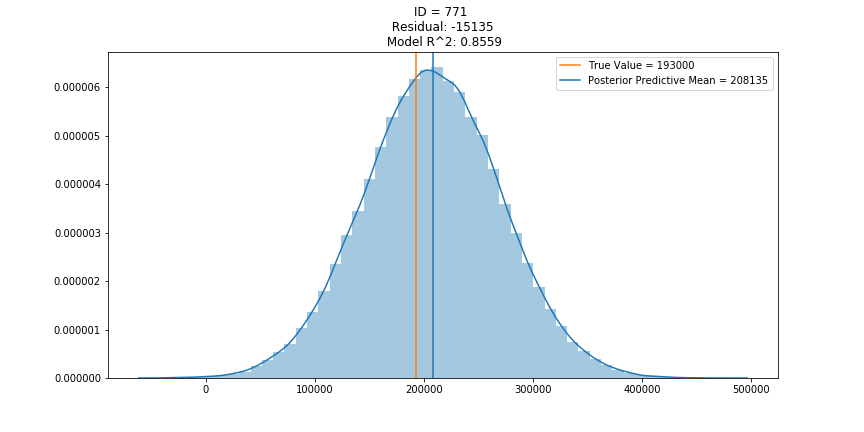 ID = 771
Residual: -15135
Model R^2: 0.8559
True Value = 193000
Posterior Predictive Mean = 208135
0.000006
0.000005
0.000004
0.000003
0.000002
0.000001
0.000000
0 100000 200000 300000 400000 500000